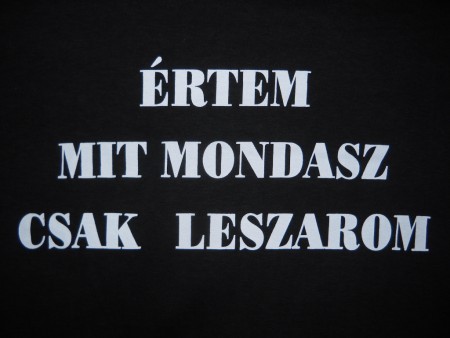 ÉRTEM
MIT MONDASZ
CSAK LESZAROM